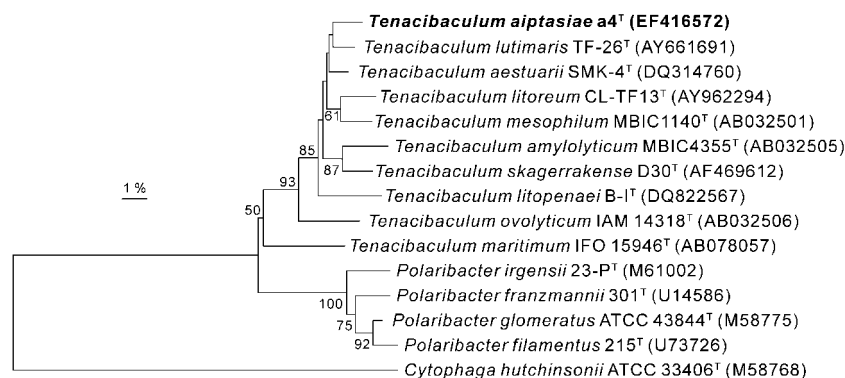 Tenacibaculum aiptasiae a4ᵀ (EF416572)
Tenacibaculum lutimaris TF-26ᵀ (AY661691)
Tenacibaculum aestuarii SMK-4ᵀ (DQ314760)
Tenacibaculum litoreum CL-TF13ᵀ (AY962294)
61
Tenacibaculum mesophilum MBIC1140ᵀ (AB032501)
Tenacibaculum amylolyticum MBIC4355ᵀ (AB032505)
85
87
Tenacibaculum skagerrakense D30ᵀ (AF469612)
93
1 %
Tenacibaculum litopenaei B-Iᵀ (DQ822567)
50
Tenacibaculum ovolyticum IAM 14318ᵀ (AB032506)
Tenacibaculum maritimum IFO 15946ᵀ (AB078057)
Polaribacter irgensii 23-Pᵀ (M61002)
100
Polaribacter franzmannii 301ᵀ (U14586)
75
Polaribacter glomeratus ATCC 43844ᵀ (M58775)
92
Polaribacter filamentus 215ᵀ (U73726)
Cytophaga hutchinsonii ATCC 33406ᵀ (M58768)